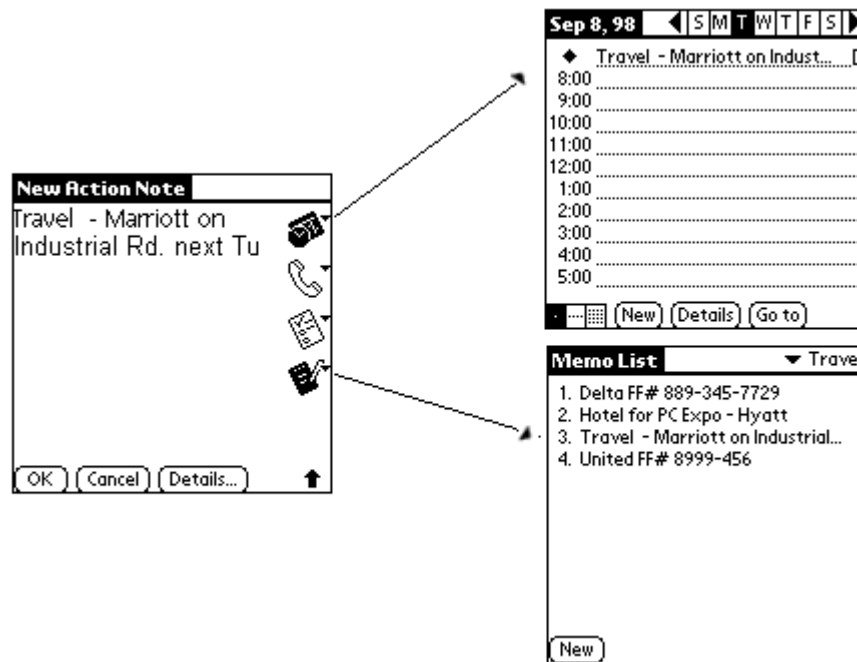 New Action Note
Travel - Marriott on
Industrial Rd. next Tu
OK Cancel Details...
Sep 8, 98 S M T W T F S
Travel - Marriott on Indust...
8:00
9:00
10:00
11:00
12:00
1:00
2:00
3:00
4:00
5:00
New Details Go to
Memo List Trave
1. Delta FF# 889-345-7729
2. Hotel for PC Expo - Hyatt
3. Travel - Marriott on Industrial...
4. United FF# 8999-456
New